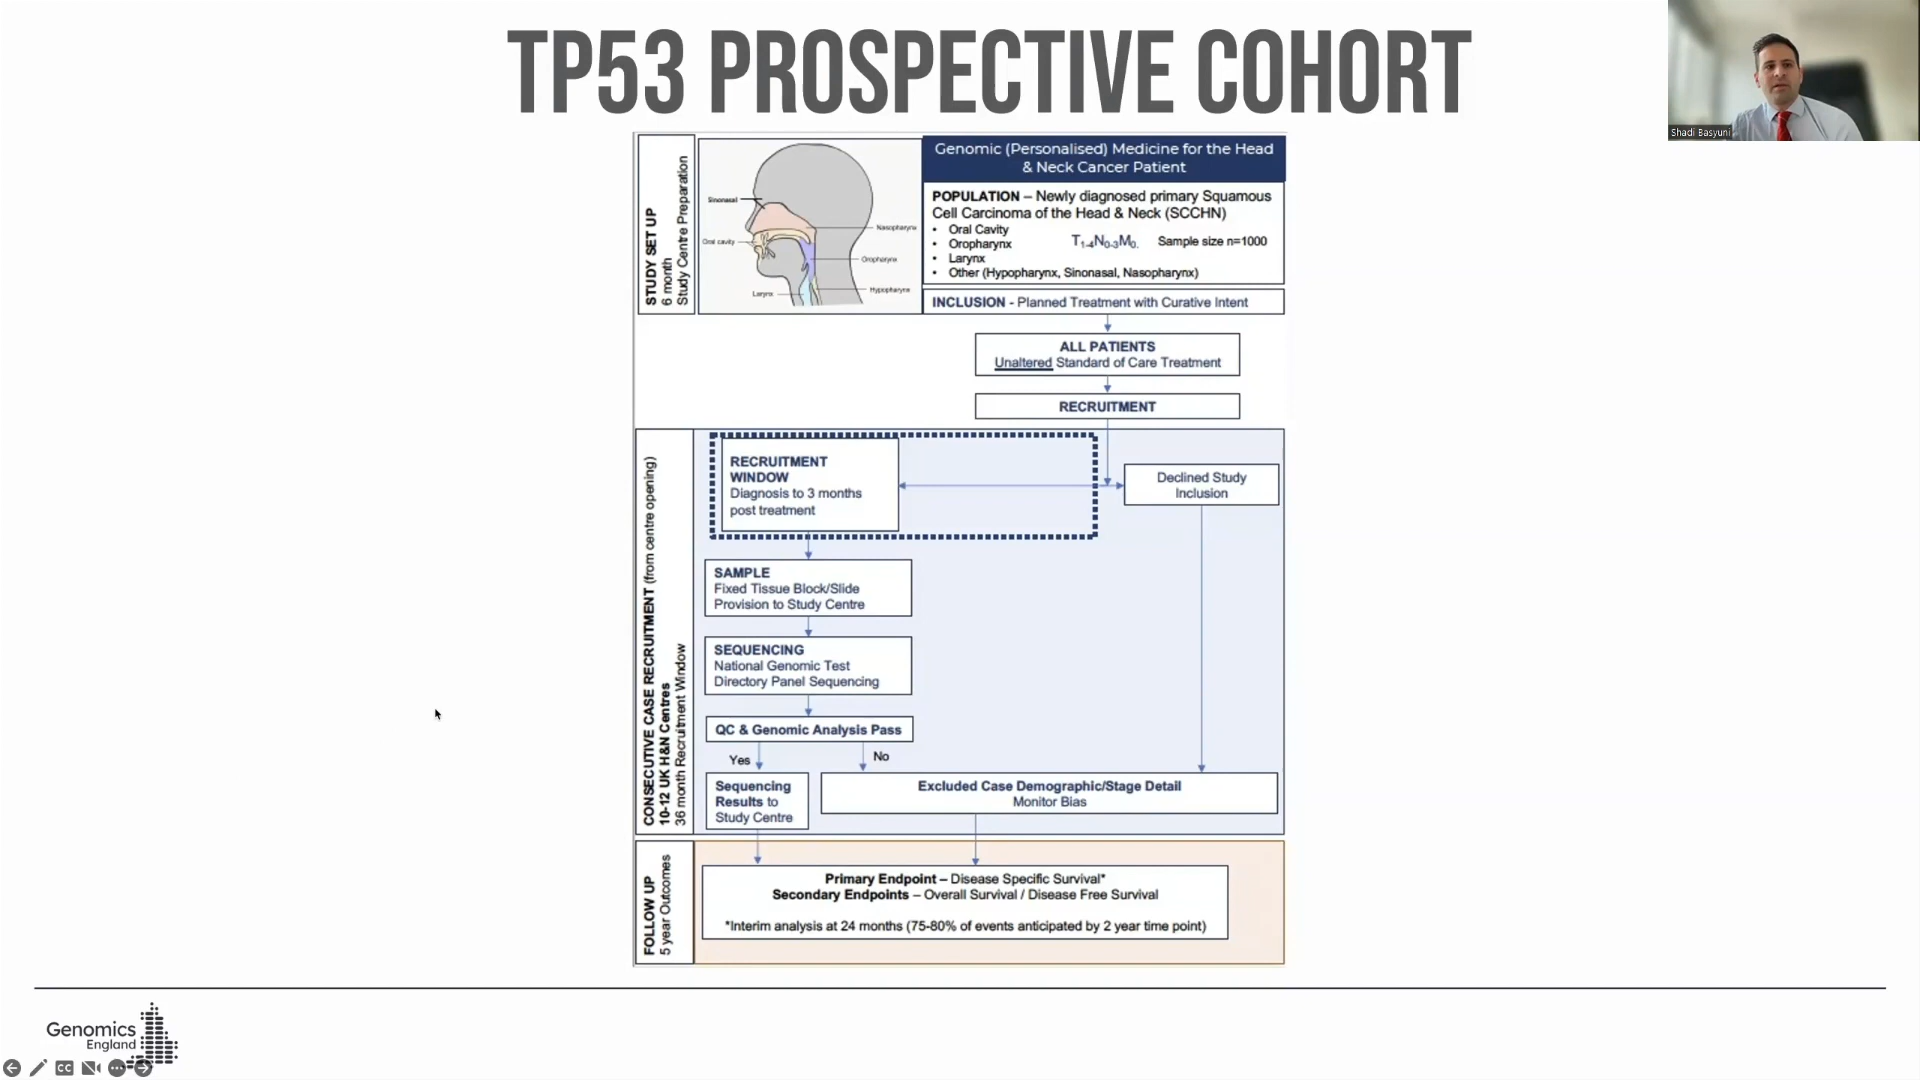 TP53 PROSPECTIVE COHORT
Shadi Basyuni
STUDY SET UP
6 month
Study Centre Preparation
Sinonasal
Oral cavity
Larynx
Nasopharynx
Oropharynx
Hypopharynx
Genomic (Personalised) Medicine for the Head
& Neck Cancer Patient
POPULATION – Newly diagnosed primary Squamous
Cell Carcinoma of the Head & Neck (SCCHN)
• Oral Cavity
• Oropharynx
• Larynx
• Other (Hypopharynx, Sinonasal, Nasopharynx)
T1-4N0-3M0. Sample size n=1000
INCLUSION - Planned Treatment with Curative Intent
ALL PATIENTS
Unaltered Standard of Care Treatment
RECRUITMENT
CONSECUTIVE CASE RECRUITMENT (from centre opening)
10-12 UK H&N Centres
36 month Recruitment Window
RECRUITMENT
WINDOW
Diagnosis to 3 months
post treatment
Declined Study
Inclusion
SAMPLE
Fixed Tissue Block/Slide
Provision to Study Centre
SEQUENCING
National Genomic Test
Directory Panel Sequencing
QC & Genomic Analysis Pass
Yes
No
Sequencing
Results to
Study Centre
Excluded Case Demographic/Stage Detail
Monitor Bias
FOLLOW UP
5 year Outcomes
Primary Endpoint – Disease Specific Survival*
Secondary Endpoints – Overall Survival / Disease Free Survival
*Interim analysis at 24 months (75-80% of events anticipated by 2 year time point)
Genomics
England
CC